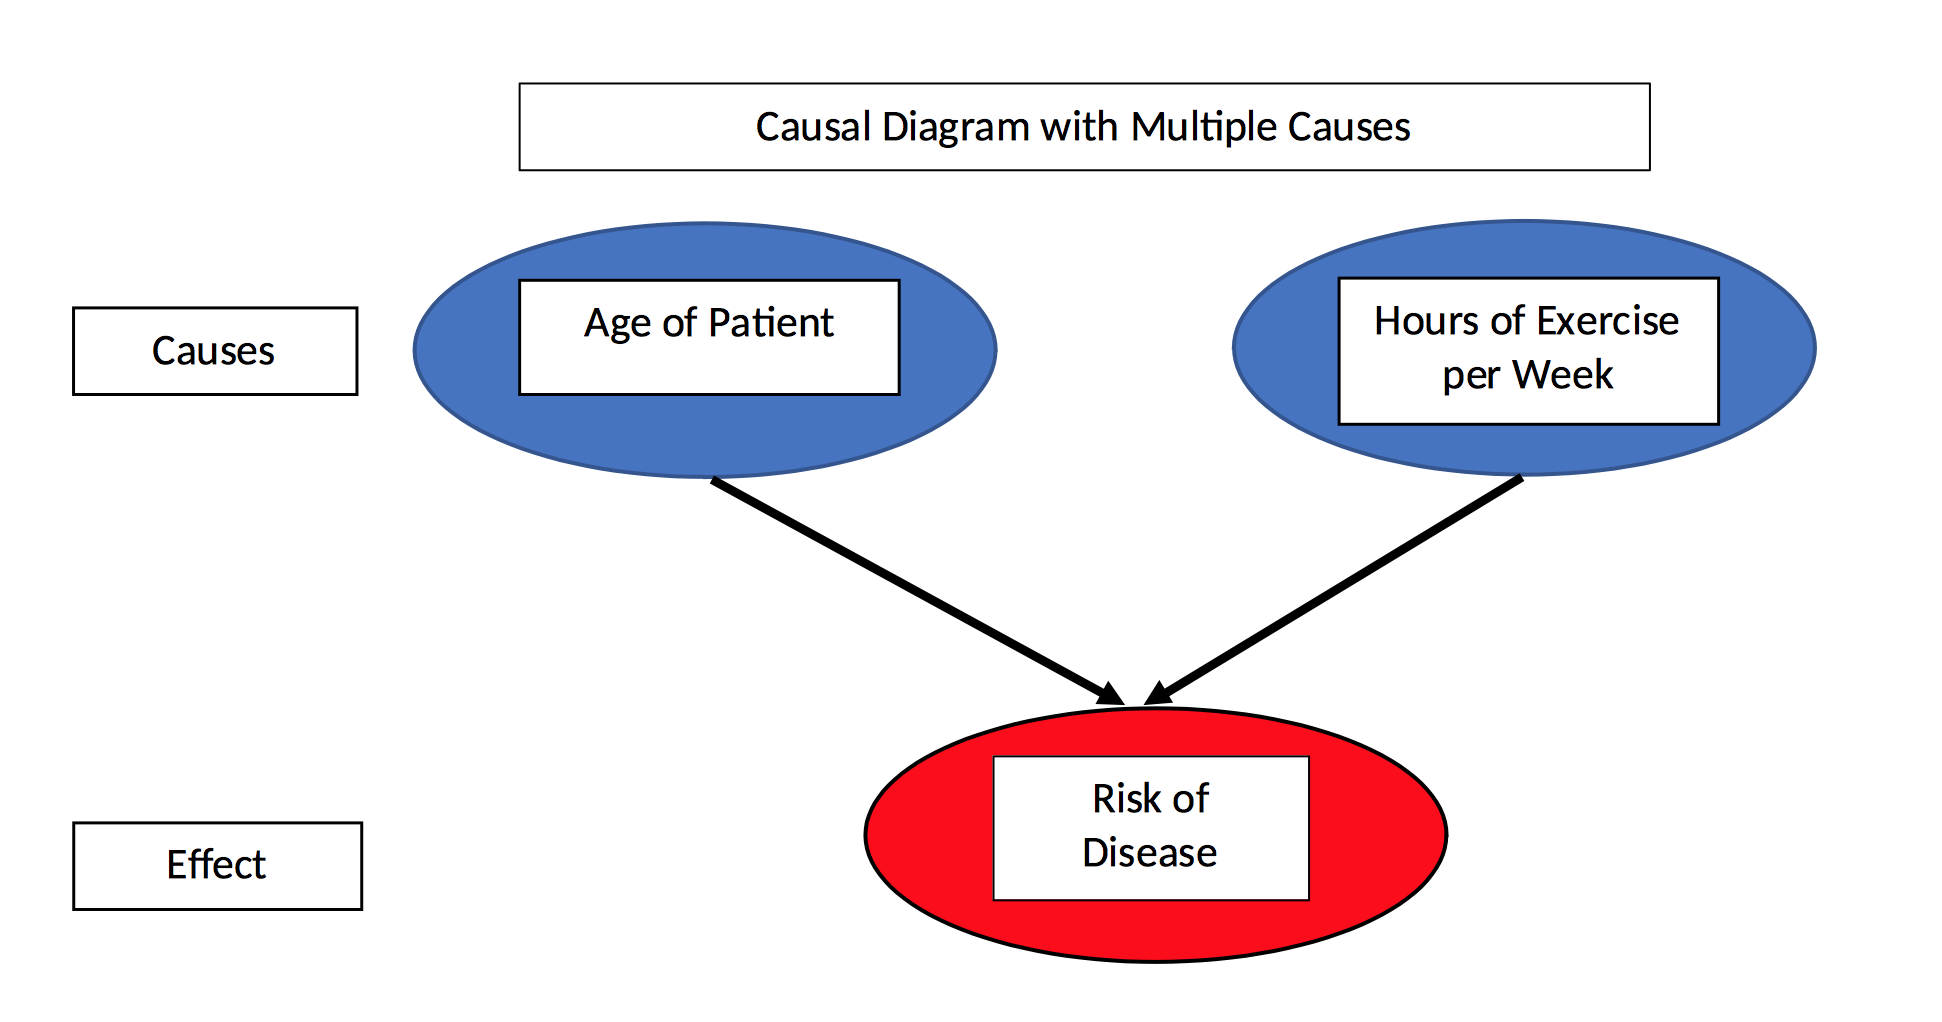 Causal Diagram with Multiple Causes
Causes
Age of Patient
Hours of Exercise
per Week
Risk of
Disease
Effect